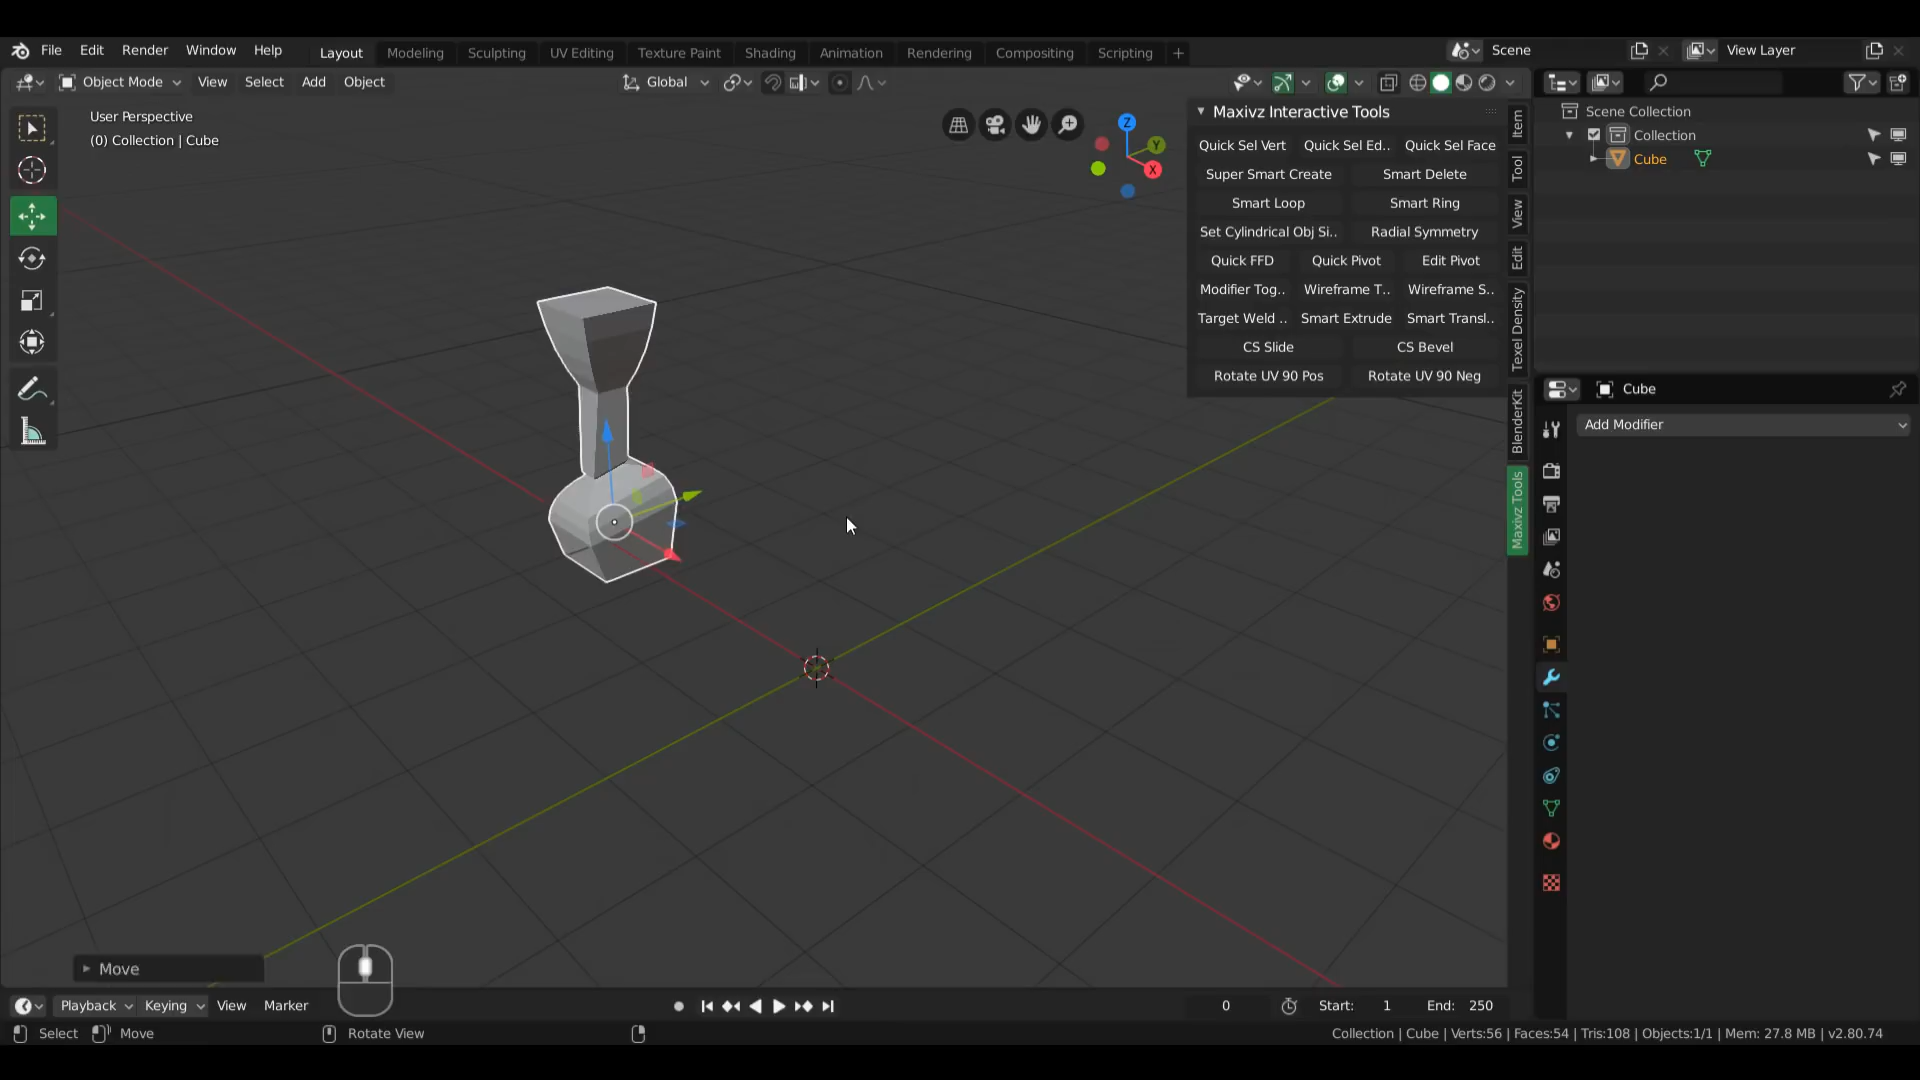 File Edit Render Window Help Layout Modeling Sculpting UV Editing Texture Paint Shading Animation Rendering Compositing Scripting + Scene View Layer
Object Mode View Select Add Object Global
User Perspective
(0) Collection | Cube
Z
Y
X
Maxivz Interactive Tools
Quick Sel Vert Quick Sel Ed.. Quick Sel Face
Super Smart Create Smart Delete
Smart Loop Smart Ring
Set Cylindrical Obj Si.. Radial Symmetry
Quick FFD Quick Pivot Edit Pivot
Modifier Tog.. Wireframe T.. Wireframe S..
Target Weld .. Smart Extrude Smart Transl..
CS Slide CS Bevel
Rotate UV 90 Pos Rotate UV 90 Neg
Item
Tool
View
Edit
Texel Density
BlenderKit
Maxivz Tools
Scene Collection
Collection
Cube
Cube
Add Modifier
Move
Playback Keying View Marker 0 Start: 1 End: 250
Select Move Rotate View Collection | Cube | Verts:56 | Faces:54 | Tris:108 | Objects:1/1 | Mem: 27.8 MB | v2.80.74